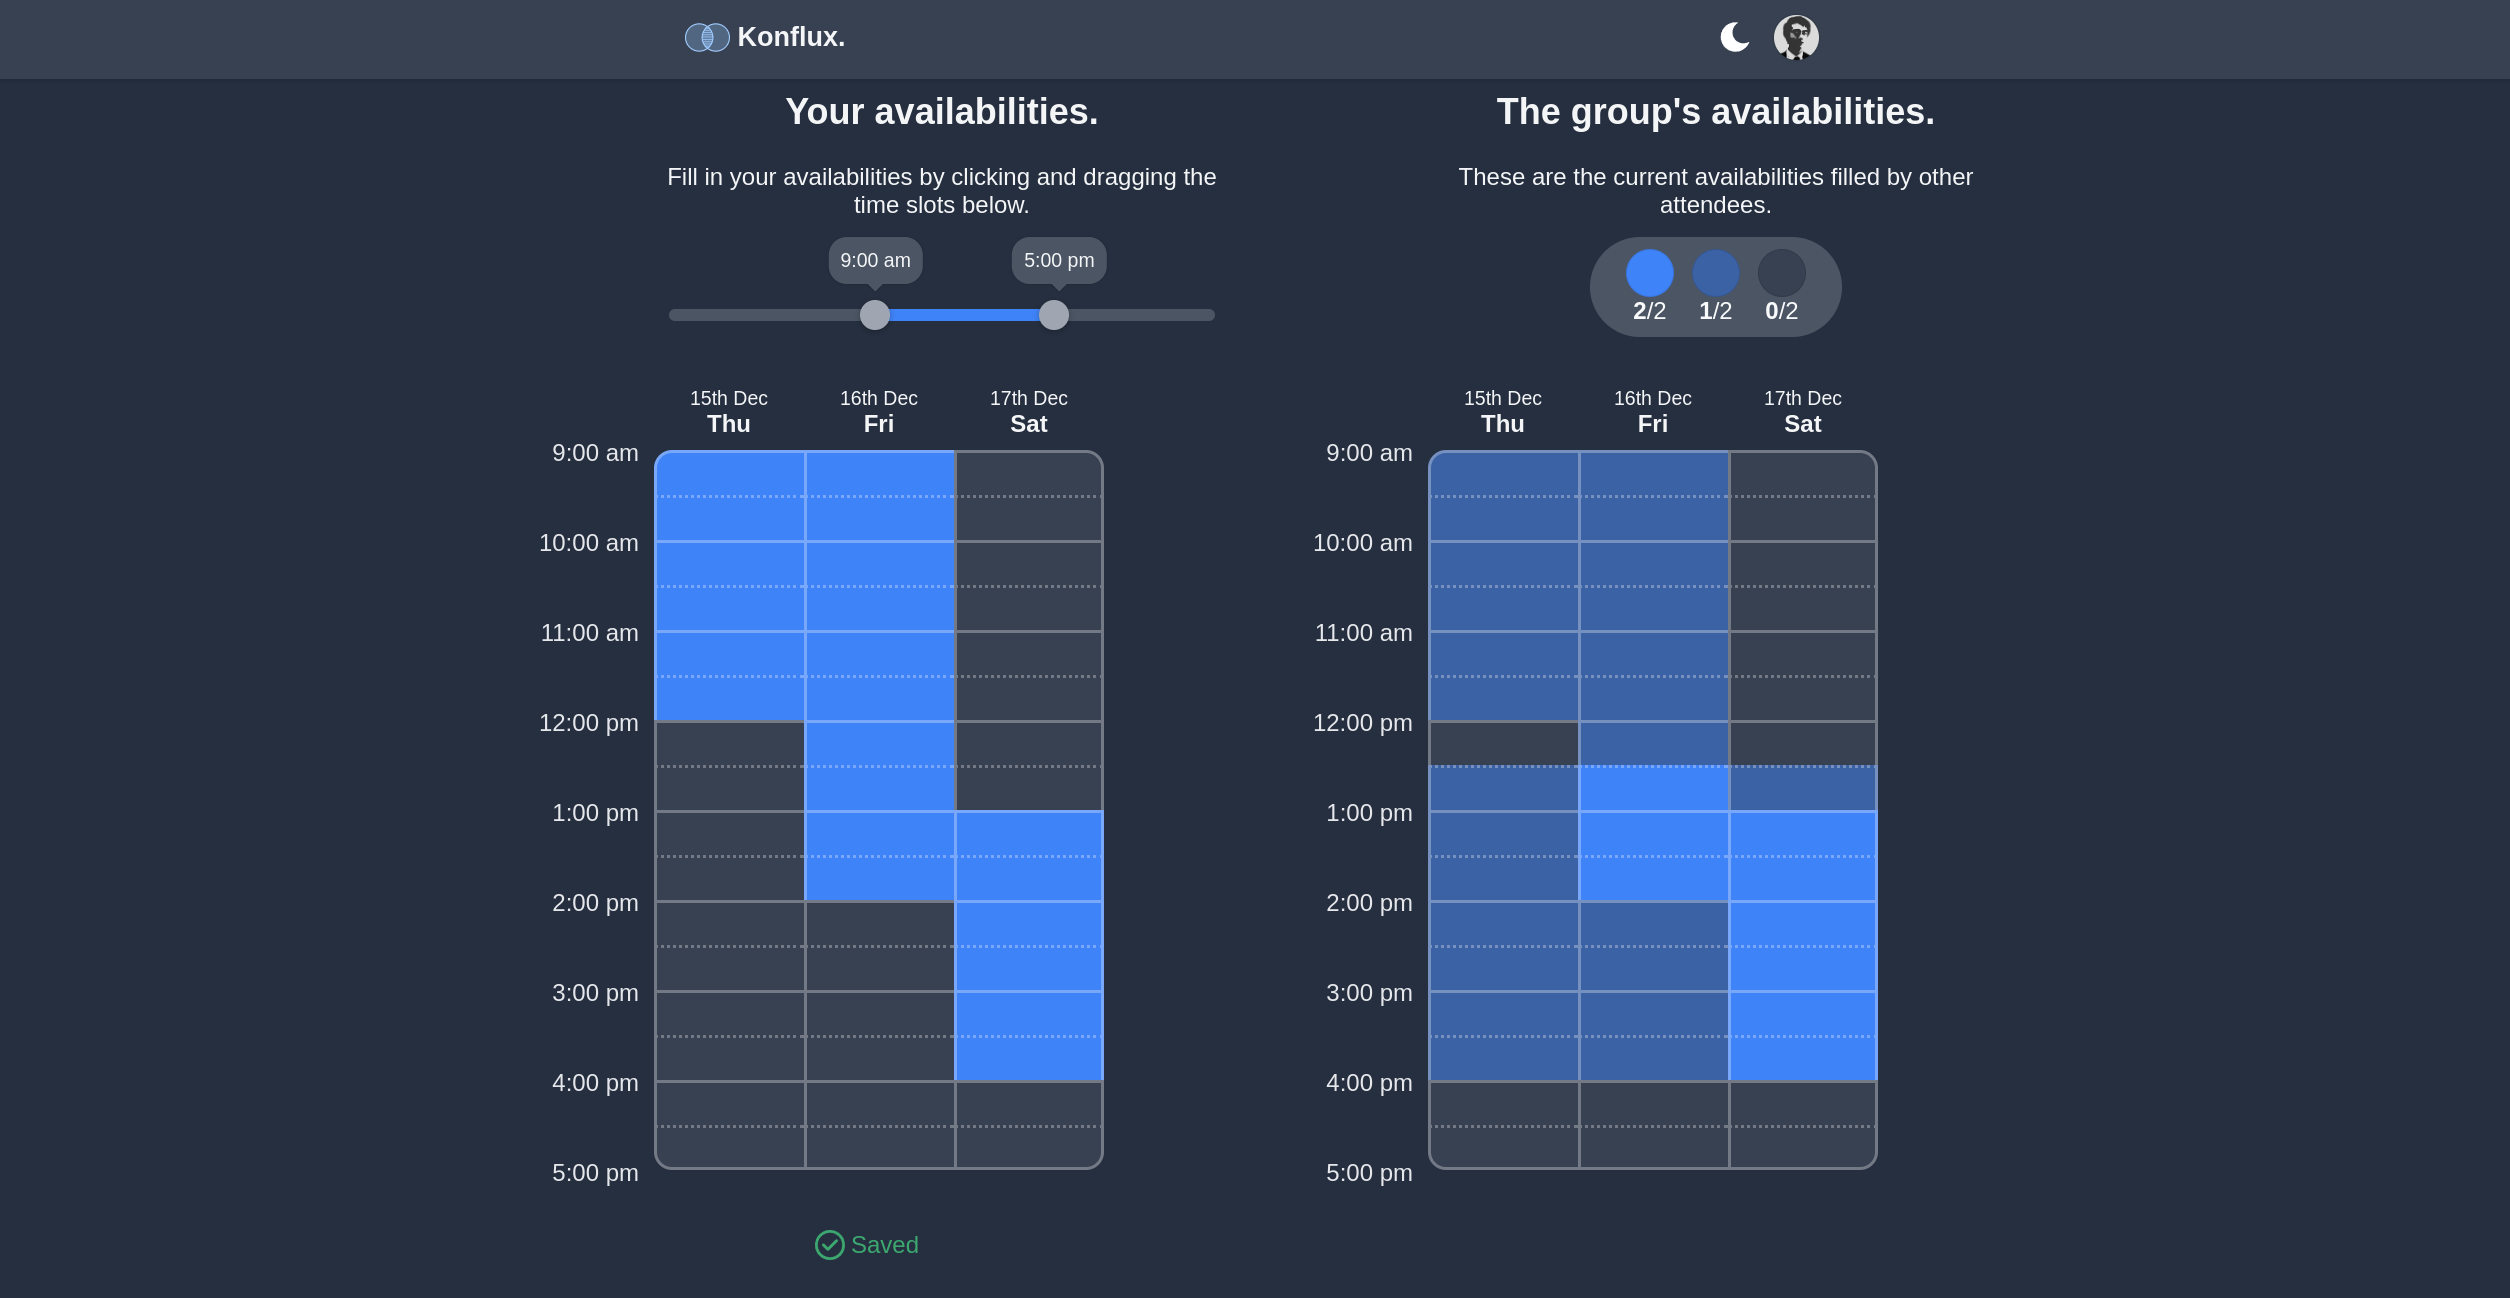 Konflux.
Your availabilities.
Fill in your availabilities by clicking and dragging the
time slots below.
9:00 am
5:00 pm
15th Dec
Thu
16th Dec
Fri
17th Dec
Sat
9:00 am
10:00 am
11:00 am
12:00 pm
1:00 pm
2:00 pm
3:00 pm
4:00 pm
5:00 pm
Saved
The group's availabilities.
These are the current availabilities filled by other
attendees.
2/2
1/2
0/2
15th Dec
Thu
16th Dec
Fri
17th Dec
Sat
9:00 am
10:00 am
11:00 am
12:00 pm
1:00 pm
2:00 pm
3:00 pm
4:00 pm
5:00 pm